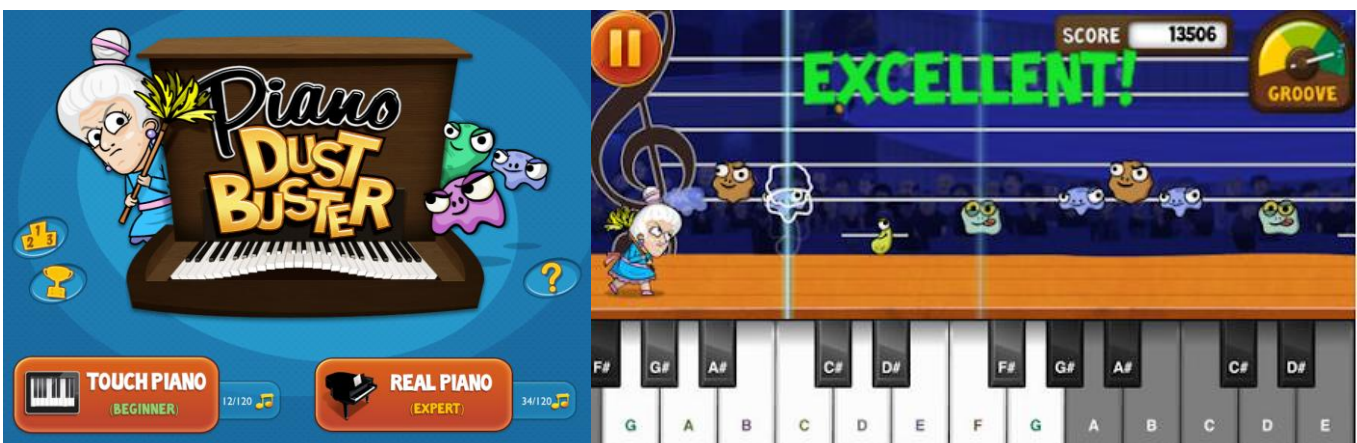 Piano
DUST
BUSTER
1
2 3
?
TOUCH PIANO
(BEGINNER)
12/120
REAL PIANO
(EXPERT)
34/120
SCORE 13506
EXCELLENT!
GROOVE
F# G# A# C# D# F# G# A# C# D#
G A B C D E F G A B C D E